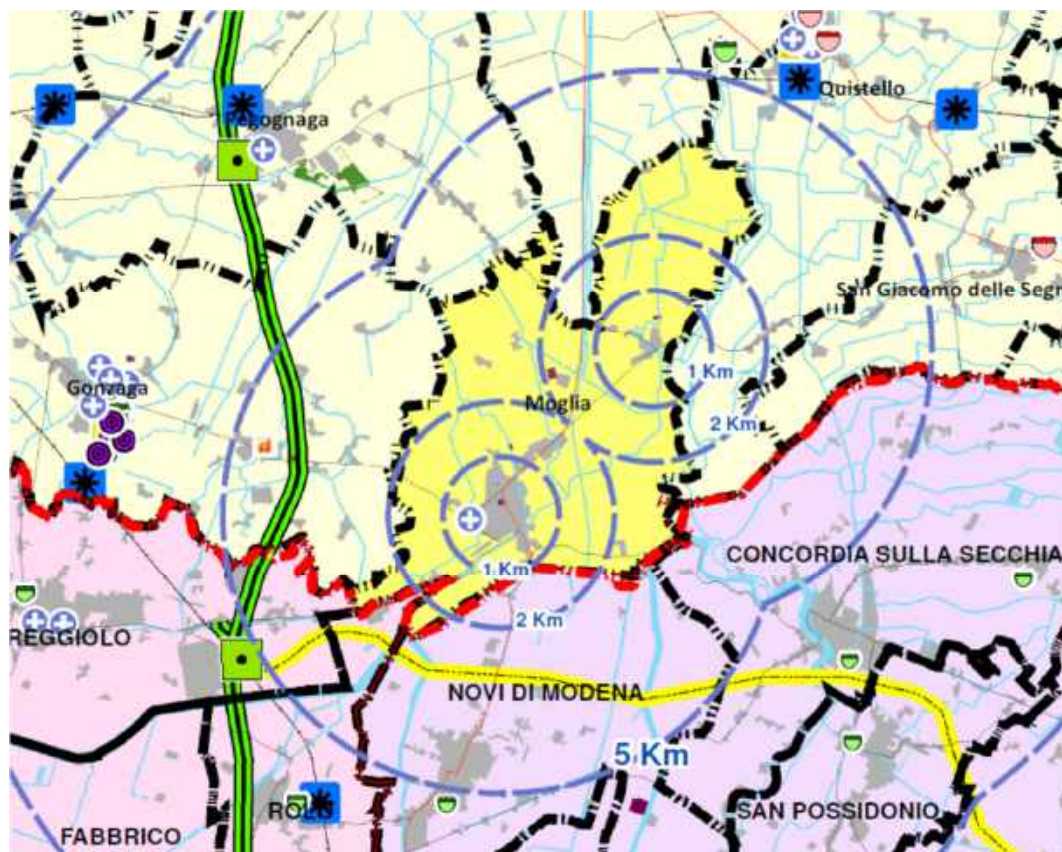 Quistello
Pegognaga
San Giacomo delle Segn
1 Km
Gonzaga
Moglia
2 Km
CONCORDIA SULLA SECCHIA
1 Km
2 Km
REGGIOLO
NOVI DI MODENA
5 Km
ROLO
SAN POSSIDONIO
FABBRICO